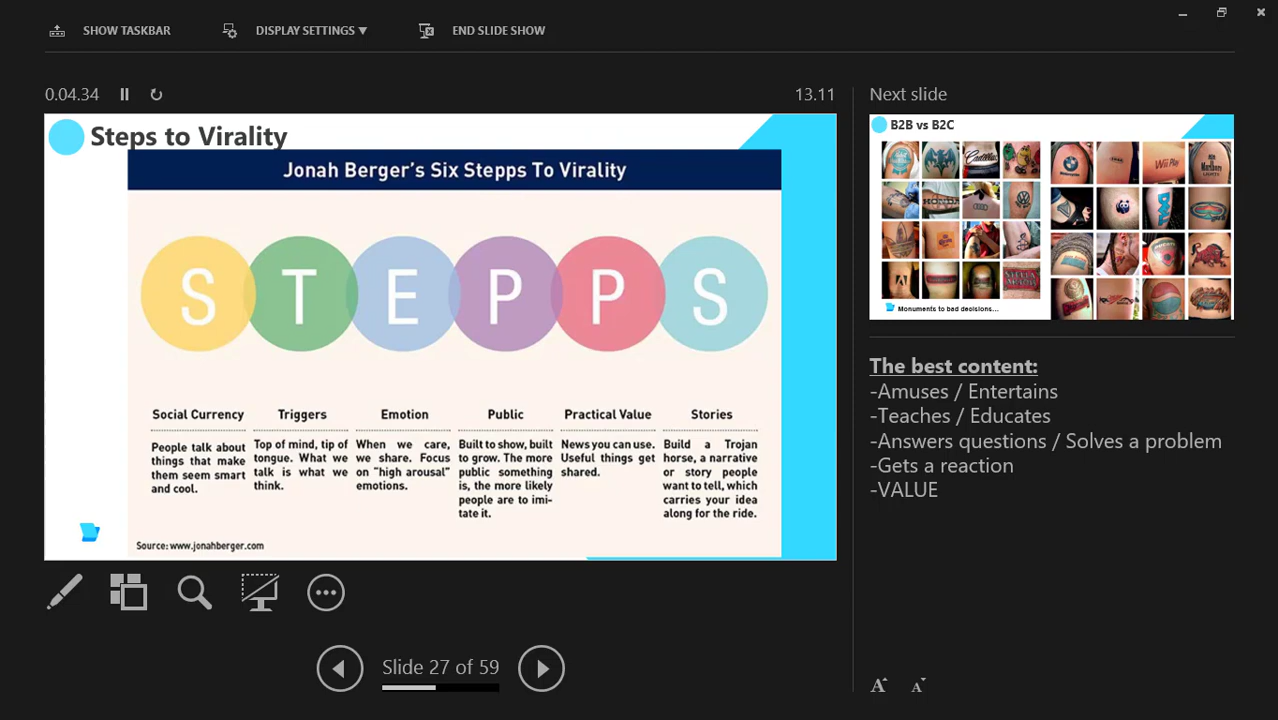 SHOW TASKBAR
DISPLAY SETTINGS ▼
END SLIDE SHOW
0.04.34
13.11
Steps to Virality
Jonah Berger's Six Stepps To Virality
S T E P P S
Social Currency
People talk about
things that make
them seem smart
and cool.
Triggers
Top of mind, tip of
tongue. What we
talk is what we
think.
Emotion
When we care,
we share. Focus
on "high arousal"
emotions.
Public
Built to show, built
to grow. The more
public something
is, the more likely
people are to imi-
tate it.
Practical Value
News you can use.
Useful things get
shared.
Stories
Build a Trojan
horse, a narrative
or story people
want to tell, which
carries your idea
along for the ride.
Source: www.jonahberger.com
Slide 27 of 59
Next slide
B2B vs B2C
Cadillac
HONDA
Wii Play
Monuments to bad decisions...
The best content:
-Amuses / Entertains
-Teaches / Educates
-Answers questions / Solves a problem
-Gets a reaction
-VALUE
A A